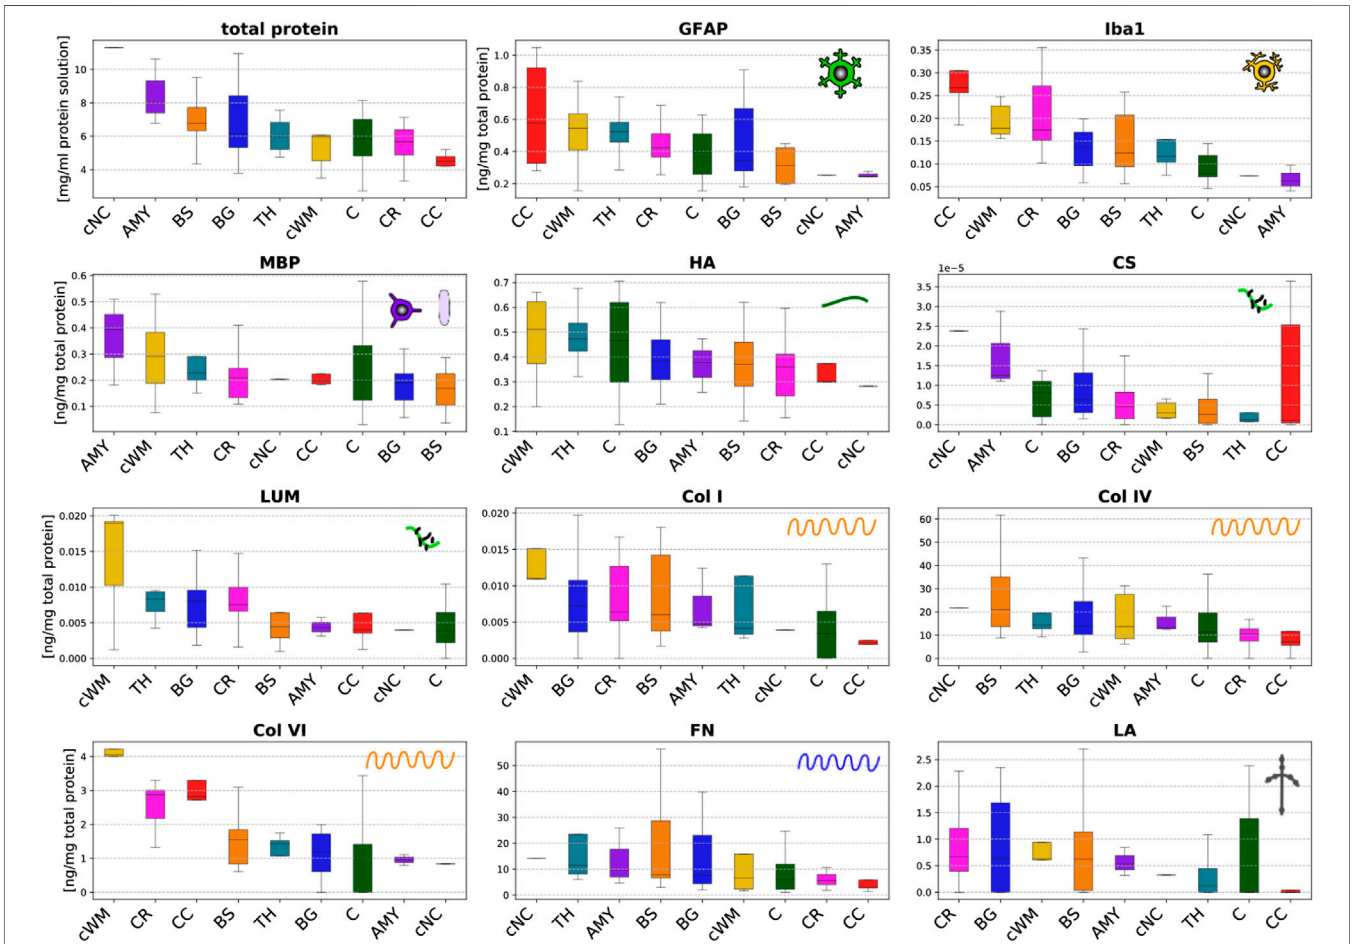 total protein
GFAP
Iba1
[mg/ml protein solution]
10
8
6
4
cNC AMY BS BG TH cWM C CR CC
[ng/mg total protein]
1.0
0.8
0.6
0.4
0.2
CC cWM TH CR C BG BS cNC AMY
0.35
0.30
0.25
0.20
0.15
0.10
0.05
CC cWM CR BG BS TH C cNC AMY
MBP
HA
CS
[ng/mg total protein]
0.6
0.5
0.4
0.3
0.2
0.1
AMY cWM TH CR cNC CC C BG BS
0.7
0.6
0.5
0.4
0.3
0.2
0.1
cWM TH C BG AMY BS CR CC cNC
1e−5
3.5
3.0
2.5
2.0
1.5
1.0
0.5
0.0
cNC AMY C BG CR cWM BS TH CC
LUM
Col I
Col IV
[ng/mg total protein]
0.020
0.015
0.010
0.005
0.000
cWM TH BG CR BS AMY CC cNC C
0.020
0.015
0.010
0.005
0.000
cWM BG CR BS AMY TH cNC C CC
60
50
40
30
20
10
0
cNC BS TH BG cWM AMY C CR CC
Col VI
FN
LA
[ng/mg total protein]
4
3
2
1
0
cWM CR CC BS TH BG C AMY cNC
50
40
30
20
10
0
cNC TH AMY BS BG cWM C CR CC
2.5
2.0
1.5
1.0
0.5
0.0
CR BG cWM BS AMY cNC TH C CC